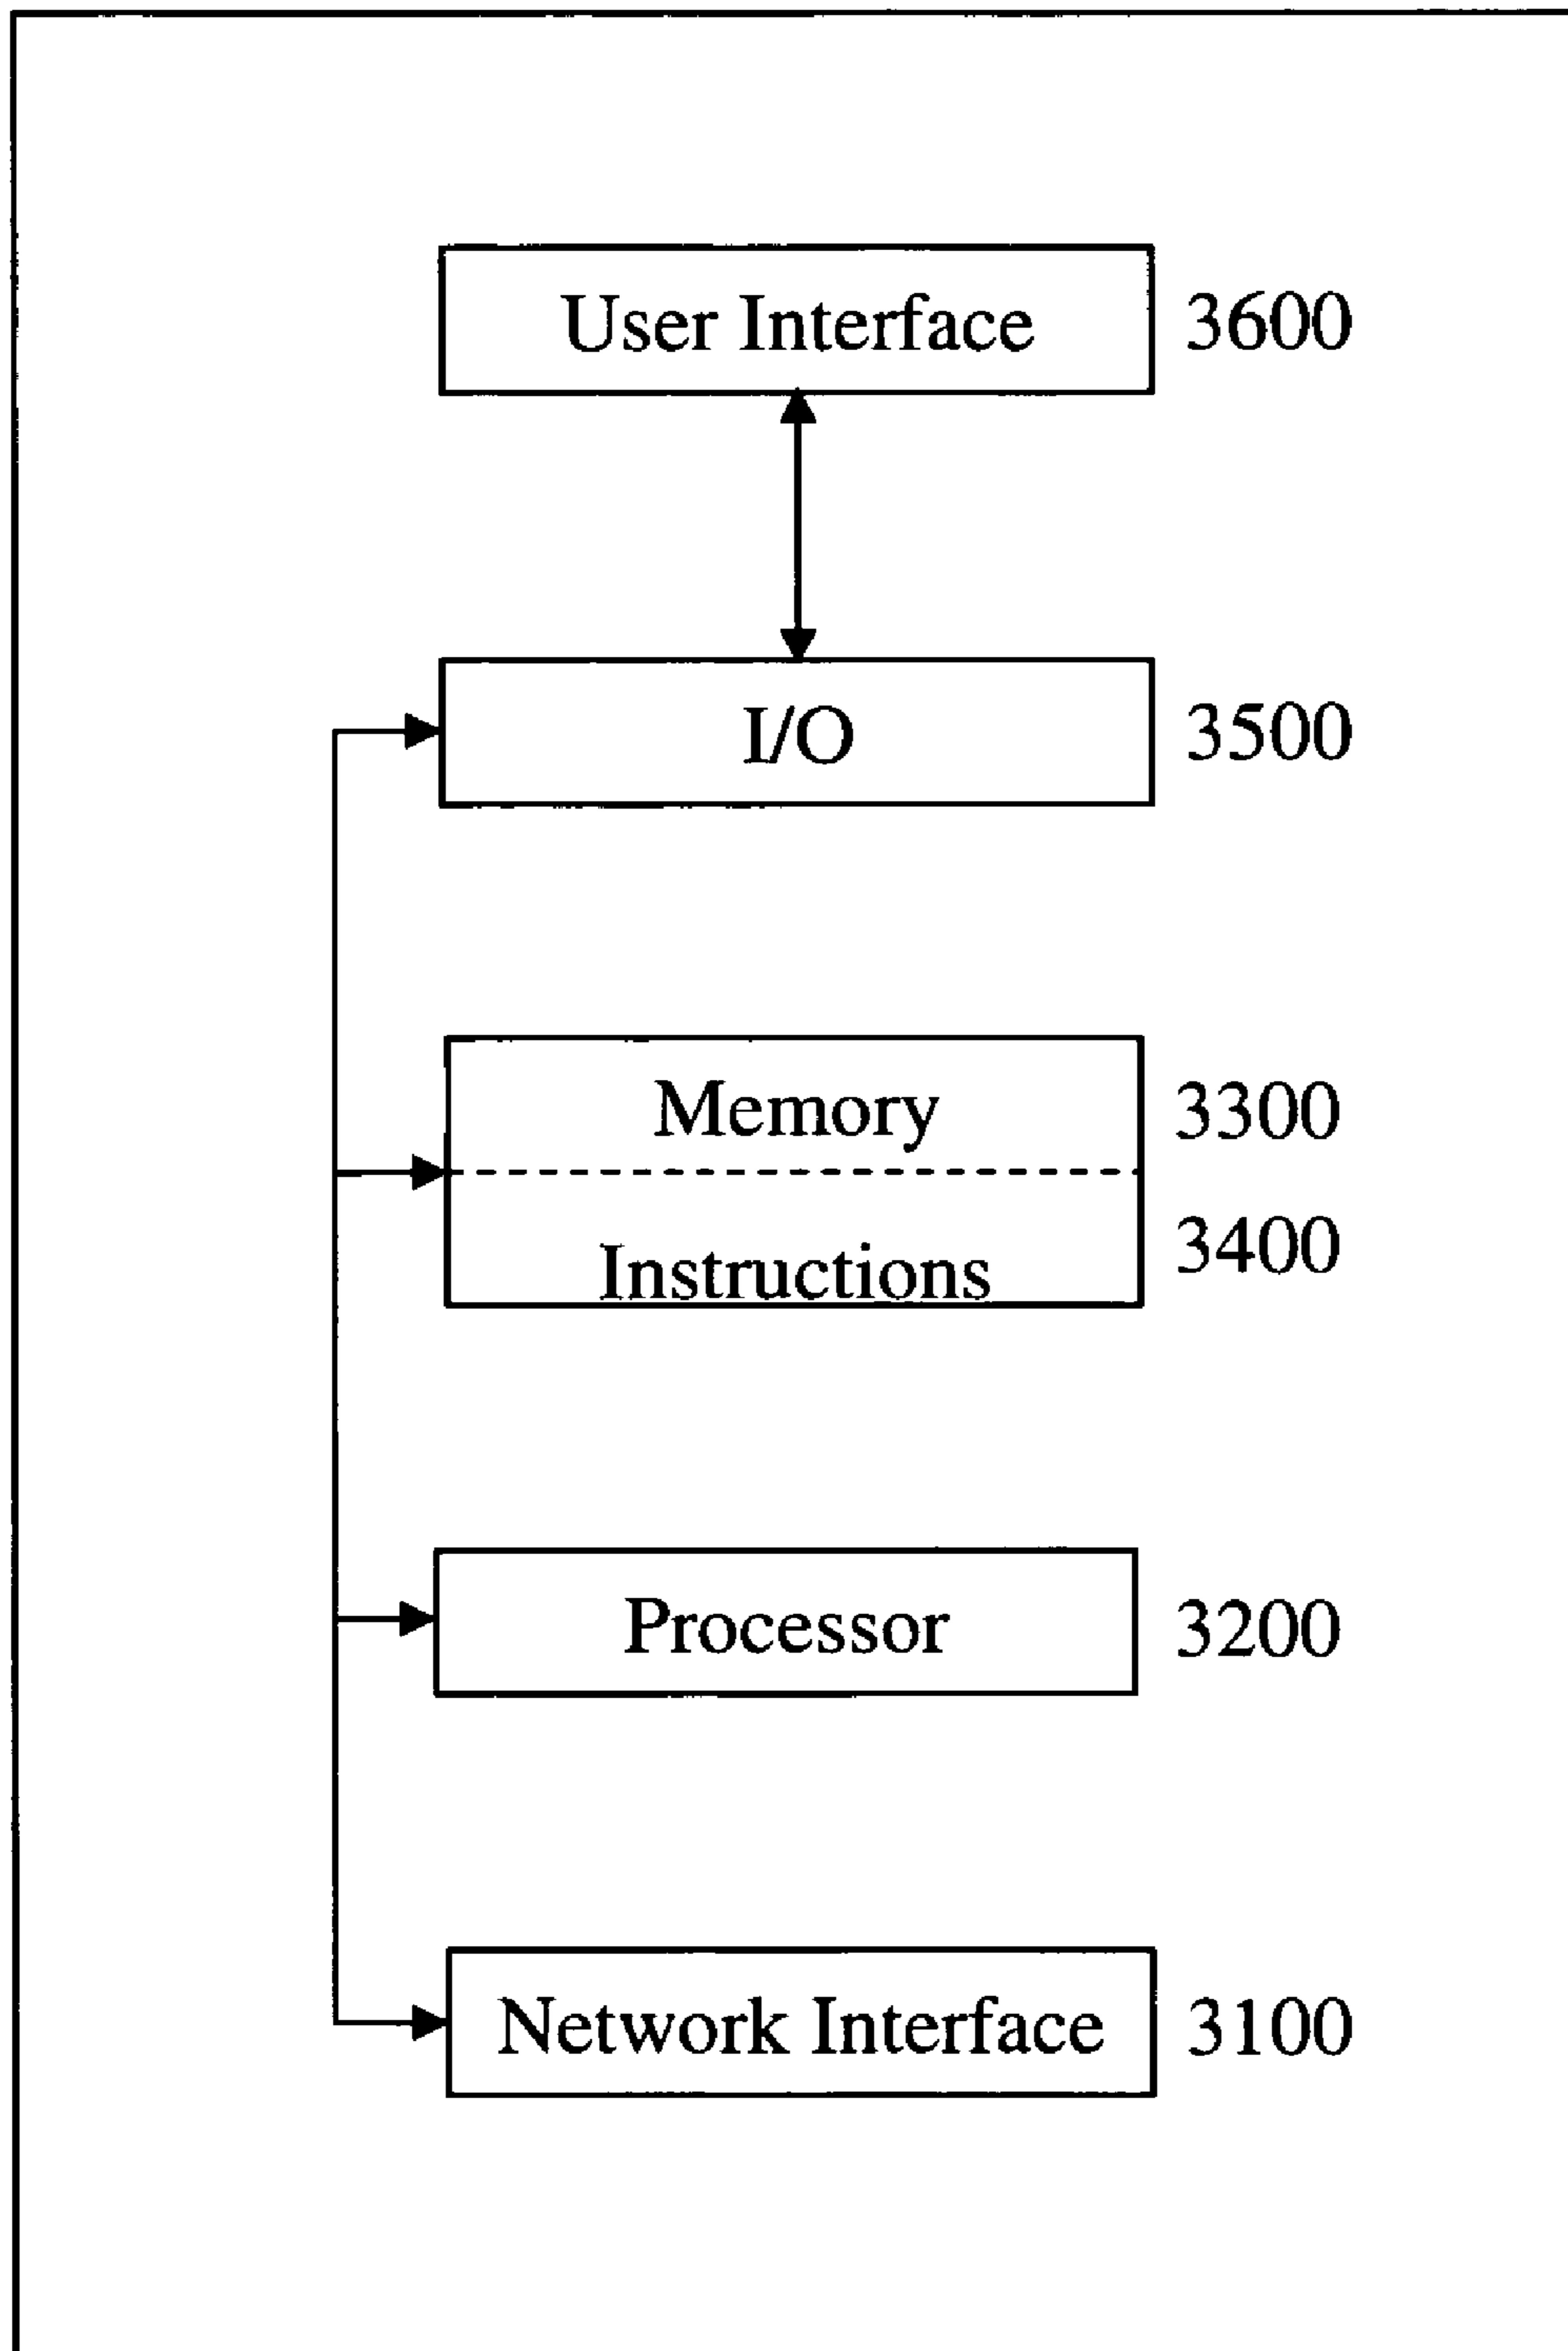 User Interface 3600
I/O 3500
Memory 3300
Instructions 3400
Processor 3200
Network Interface 3100